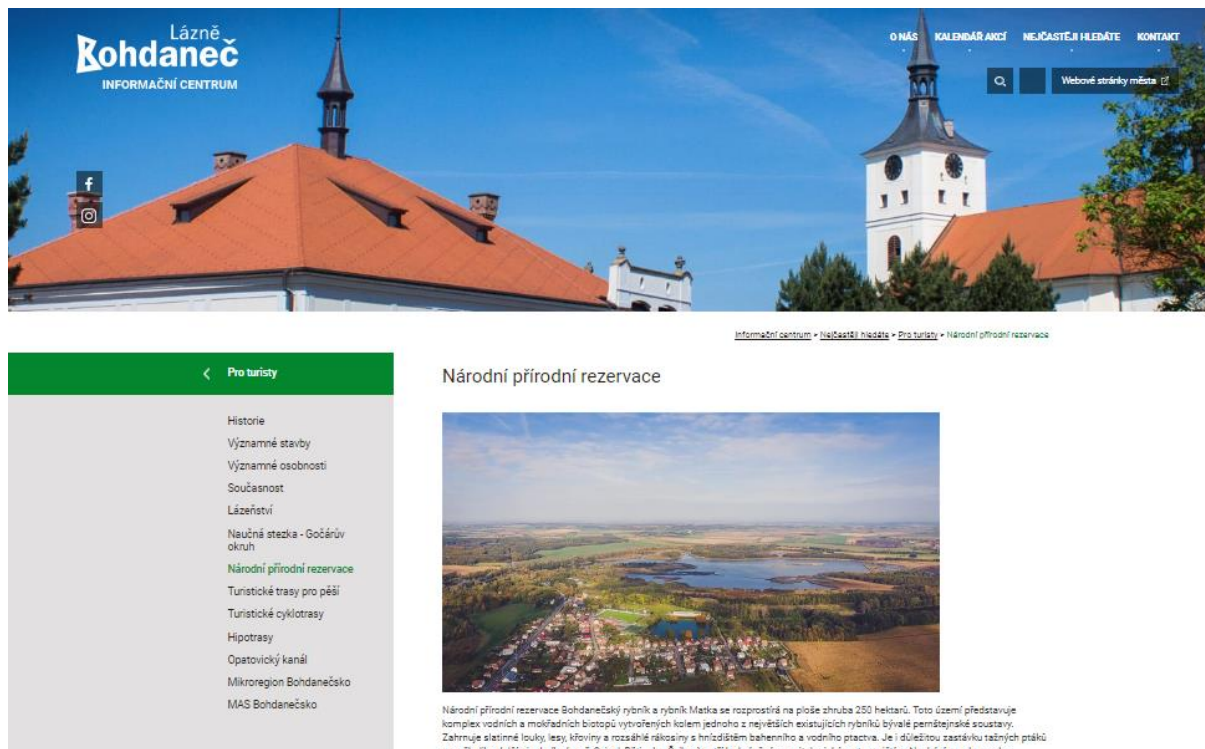 Lázně
Bohdaneč
INFORMAČNÍ CENTRUM
O NÁS KALENDÁŘ AKCÍ NEJČASTĚJI HLEDÁTE KONTAKT
Webové stránky města
Informační centrum > Nejčastěji hledáte > Pro turisty > Národní přírodní rezervace
Pro turisty
Historie
Významné stavby
Významné osobnosti
Současnost
Lázeňství
Naučná stezka - Gočárův
okruh
Národní přírodní rezervace
Turistické trasy pro pěší
Turistické cyklotrasy
Hipotrasy
Opatovický kanál
Mikroregion Bohdanečsko
MAS Bohdanečsko
Národní přírodní rezervace
Národní přírodní rezervace Bohdanečský rybník a rybník Matka se rozprostírá na ploše zhruba 250 hektarů. Toto území představuje
komplex vodních a mokřadních biotopů vytvořených kolem jednoho z největších existujících rybníků bývalé pernštejnské soustavy.
Zahrnuje slatinné louky, lesy, křoviny a rozsáhlé rákosiny s hnízdištěm bahenního a vodního ptactva. Je i důležitou zastávku tažných ptáků